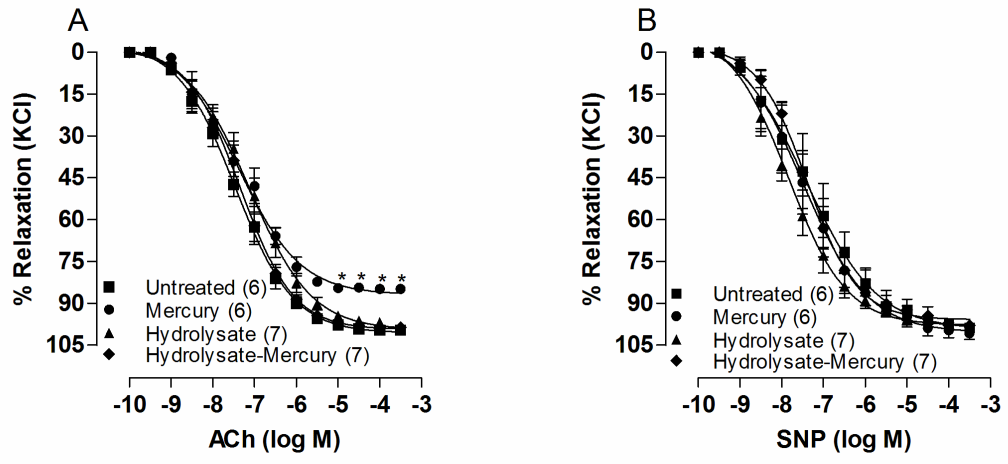 A
0
15
30
45
60
75
90
105
% Relaxation (KCl)
* * * *
Untreated (6)
Mercury (6)
Hydrolysate (7)
Hydrolysate-Mercury (7)
-10 -9 -8 -7 -6 -5 -4 -3
ACh (log M)
B
0
15
30
45
60
75
90
105
% Relaxation (KCl)
Untreated (6)
Mercury (6)
Hydrolysate (7)
Hydrolysate-Mercury (7)
-10 -9 -8 -7 -6 -5 -4 -3
SNP (log M)